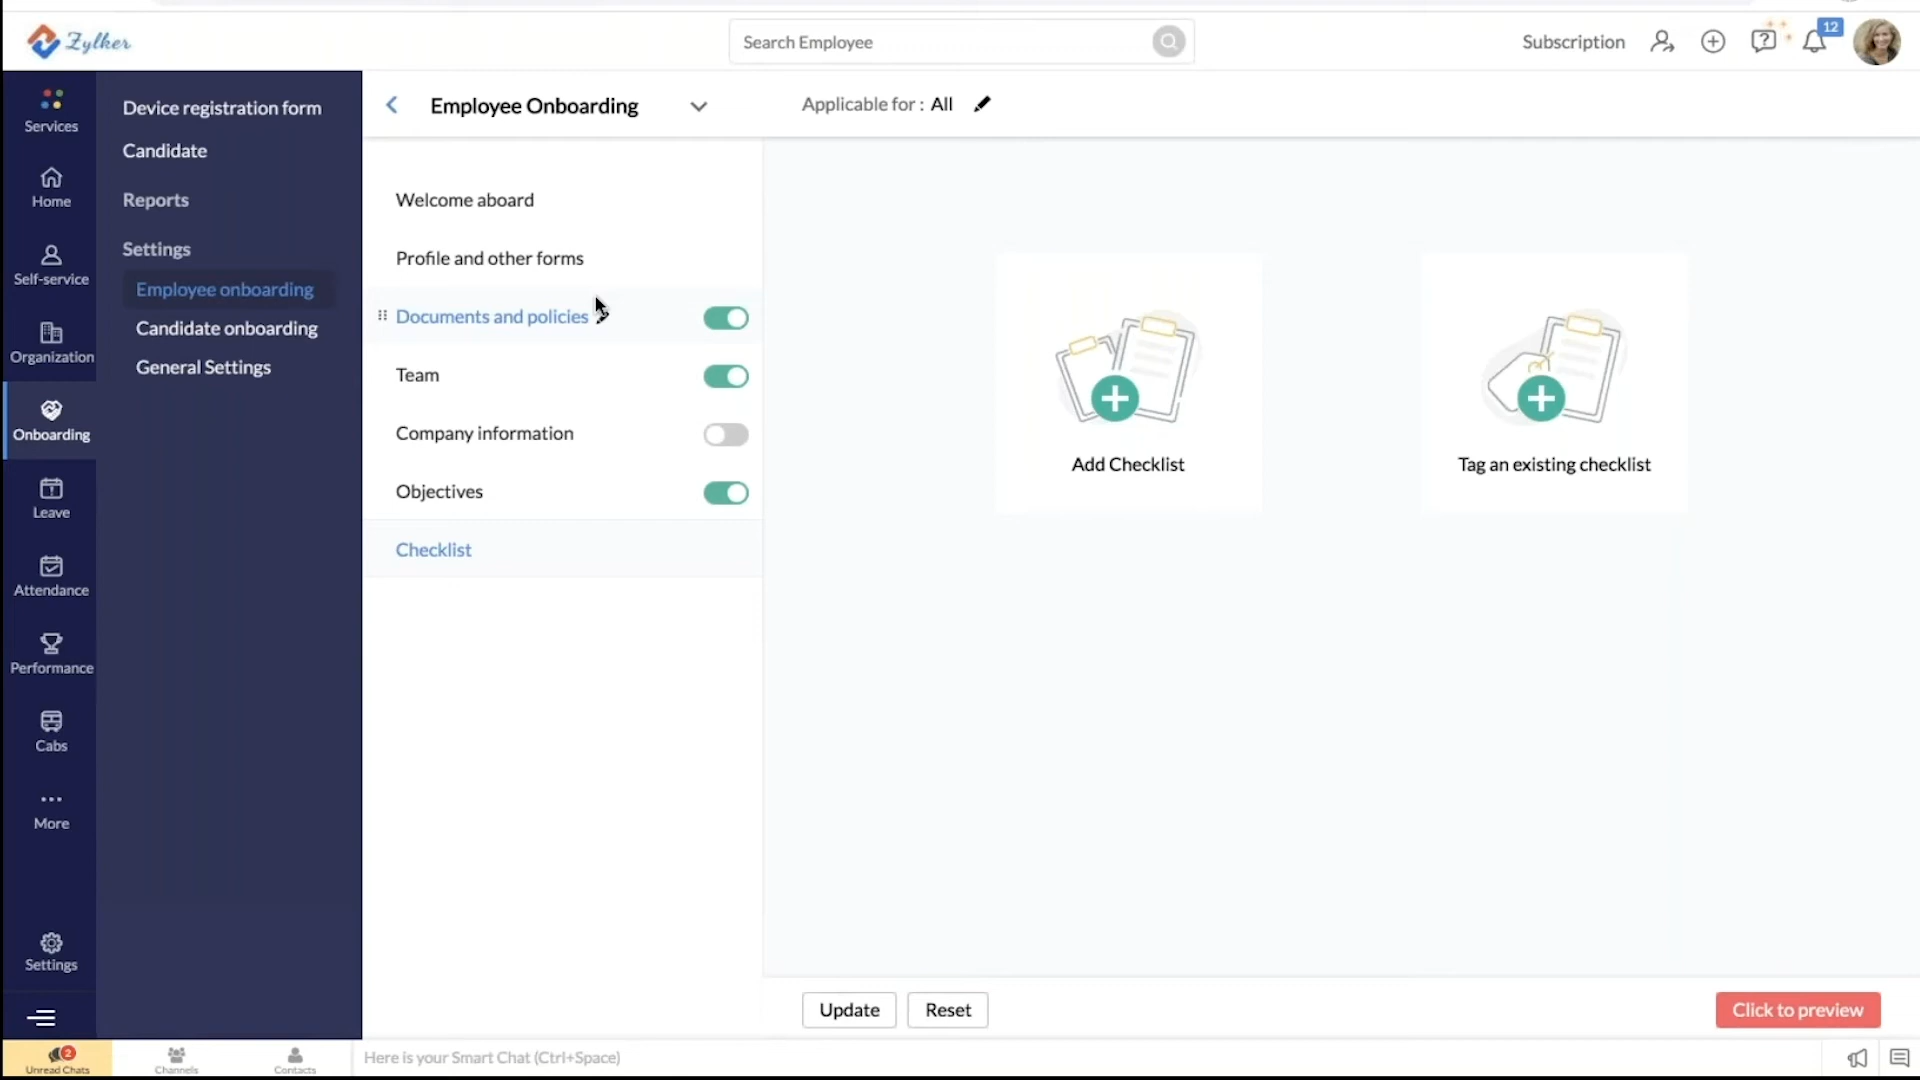 Zylker
Search Employee
Subscription
12
Services
Home
Self-service
Organization
Onboarding
Leave
Attendance
Performance
Cabs
More
Settings
Device registration form
Candidate
Reports
Settings
Employee onboarding
Candidate onboarding
General Settings
Employee Onboarding
Applicable for : All
Welcome aboard
Profile and other forms
Documents and policies
Team
Company information
Objectives
Checklist
Add Checklist
Tag an existing checklist
Update
Reset
Click to preview
2
Unread Chats
Channels
Contacts
Here is your Smart Chat (Ctrl+Space)